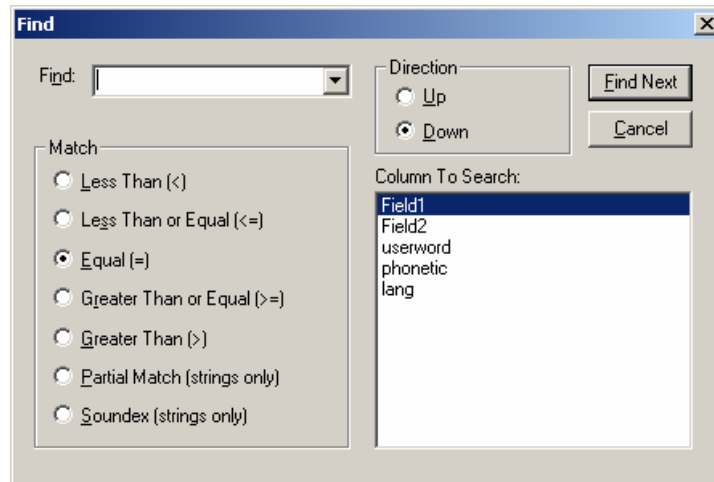 Find
Find:
Direction
Up
Down
Find Next
Cancel
Match
Less Than (<)
Less Than or Equal (<=)
Equal (=)
Greater Than or Equal (>=)
Greater Than (>)
Partial Match (strings only)
Soundex (strings only)
Column To Search:
Field1
Field2
userword
phonetic
lang